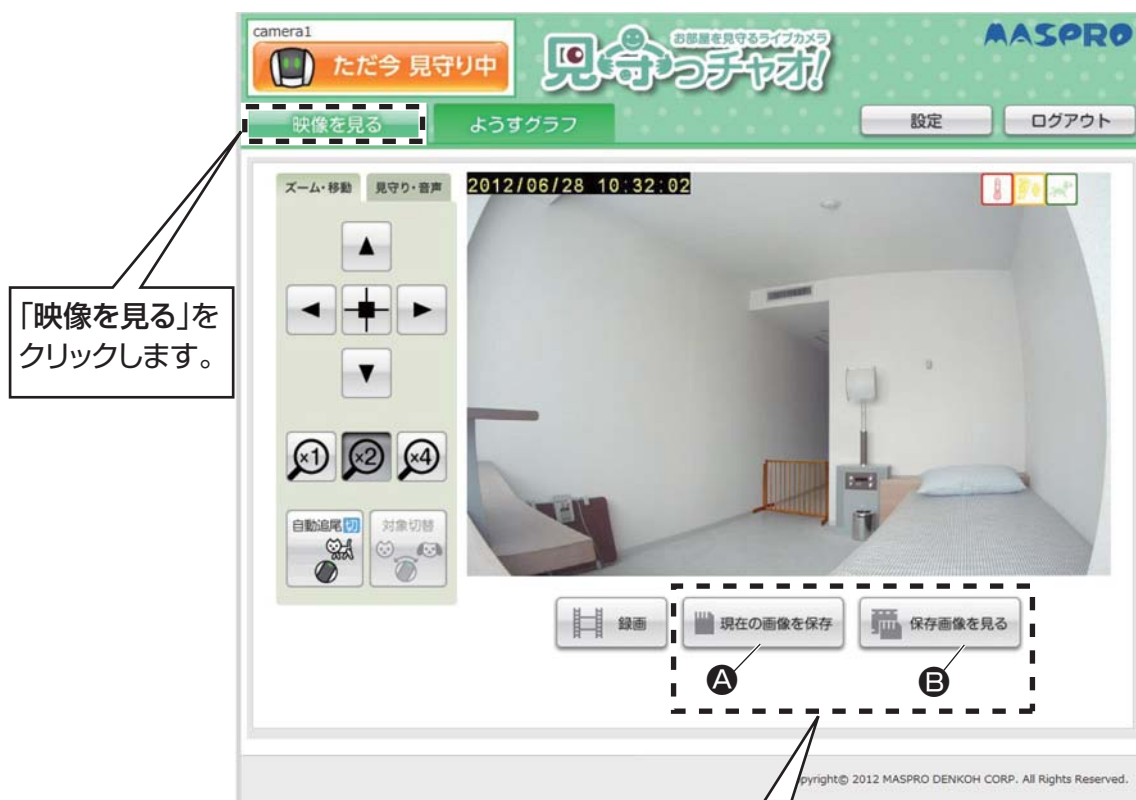 camera1
ただ今 見守り中
お部屋を見守るライブカメラ
見守っチャオ!
MASPRO
映像を見る
ようすグラフ
設定
ログアウト
ズーム・移動
見守り・音声
2012/06/28 10:32:02
「映像を見る」を
クリックします。
×1
×2
×4
自動追尾 切
対象切替
録画
現在の画像を保存
保存画像を見る
A
B
pyright© 2012 MASPRO DENKOH CORP. All Rights Reserved.